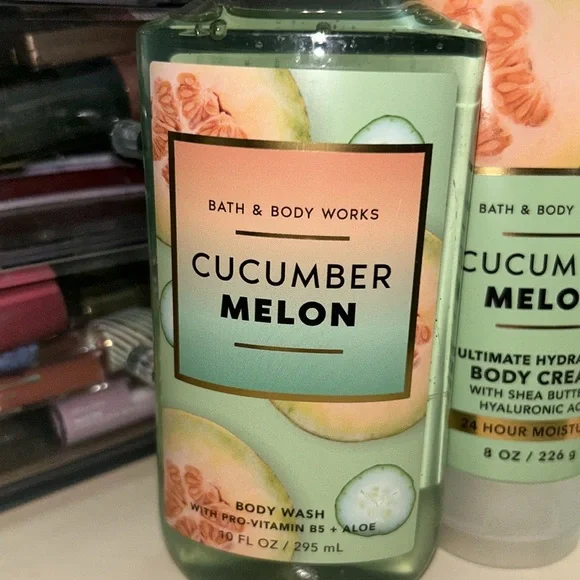 BATH & BODY WORKS
CUCUMBER
MELON
BODY WASH
WITH PRO-VITAMIN B5 + ALOE
10 FL OZ / 295 mL
BATH & BODY
CUCUM
MELO
ULTIMATE HYDRA
BODY CREA
WITH SHEA BUTTE
HYALURONIC AC
24 HOUR MOISTU
8 OZ / 226 g